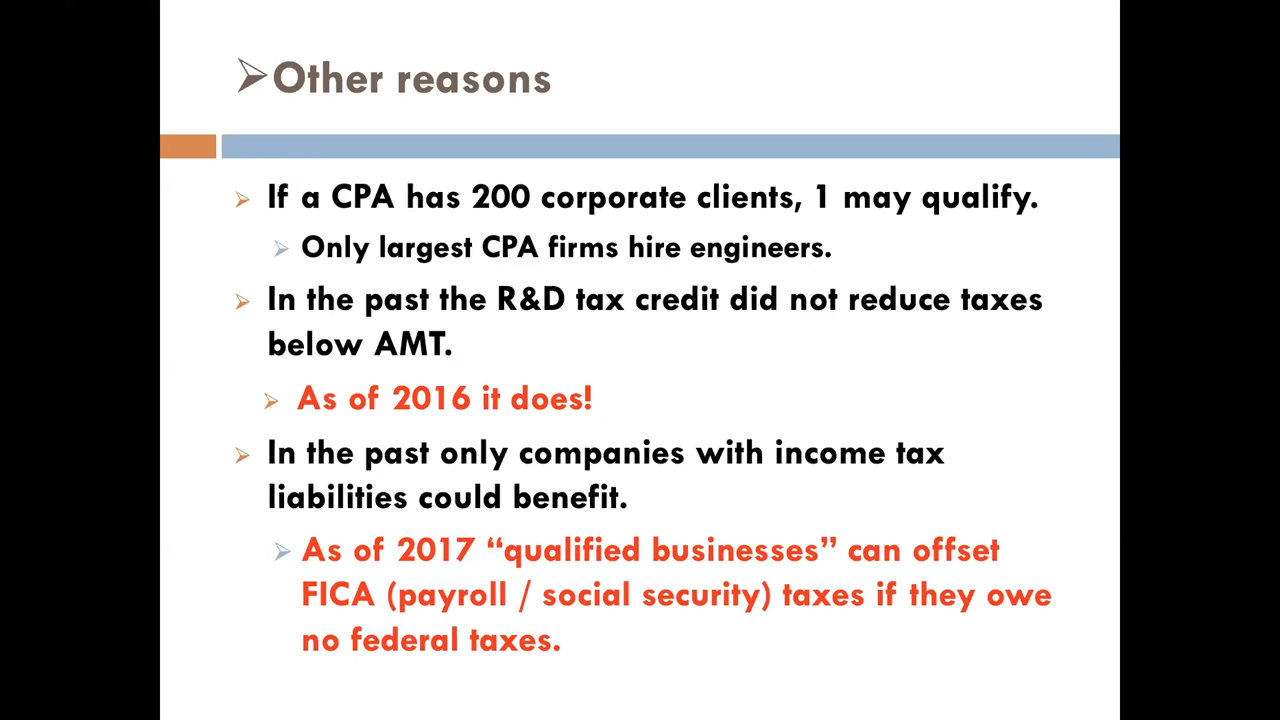 ➢Other reasons
➢ If a CPA has 200 corporate clients, 1 may qualify.
➢ Only largest CPA firms hire engineers.
➢ In the past the R&D tax credit did not reduce taxes
below AMT.
➢ As of 2016 it does!
➢ In the past only companies with income tax
liabilities could benefit.
➢ As of 2017 “qualified businesses” can offset
FICA (payroll / social security) taxes if they owe
no federal taxes.